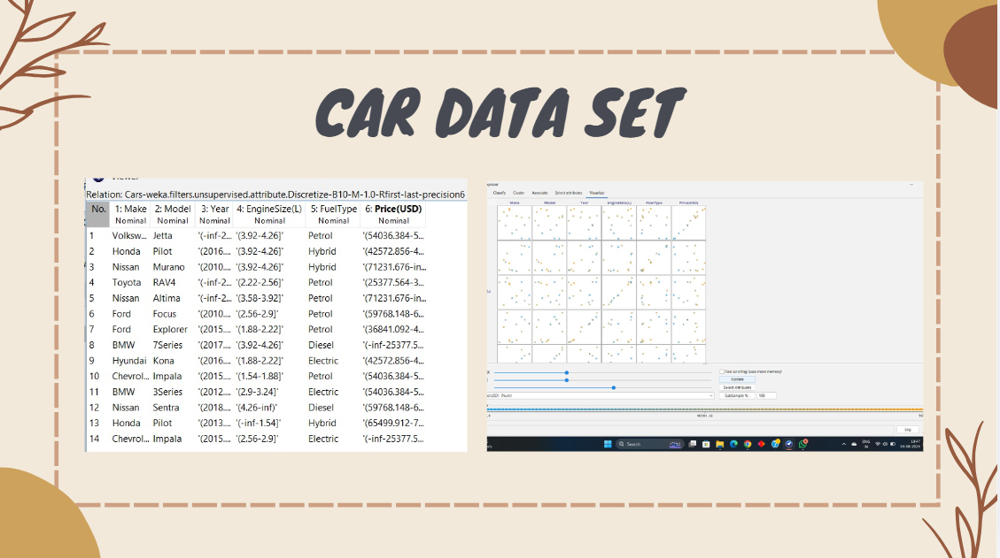 CAR DATA SET
Viewer
Relation: Cars-weka.filters.unsupervised.attribute.Discretize-B10-M-1.0-Rfirst-last-precision6
No. 1: Make 2: Model 3: Year 4: EngineSize(L) 5: FuelType 6: Price(USD)
Nominal Nominal Nominal Nominal Nominal Nominal
1 Volksw... Jetta '(-inf-2... '(3.92-4.26]' Petrol '(54036.384-5...
2 Honda Pilot '(2016.... '(3.92-4.26]' Hybrid '(42572.856-4...
3 Nissan Murano '(2010.... '(3.92-4.26]' Hybrid '(71231.676-in...
4 Toyota RAV4 '(-inf-2... '(2.22-2.56]' Petrol '(25377.564-3...
5 Nissan Altima '(-inf-2... '(3.58-3.92]' Petrol '(71231.676-in...
6 Ford Focus '(2010.... '(2.56-2.9]' Petrol '(59768.148-6...
7 Ford Explorer '(2015.... '(1.88-2.22]' Petrol '(36841.092-4...
8 BMW 7Series '(2017.... '(3.92-4.26]' Diesel '(-inf-25377.5...
9 Hyundai Kona '(2016.... '(1.88-2.22]' Electric '(42572.856-4...
10 Chevrol... Impala '(2015.... '(1.54-1.88]' Petrol '(54036.384-5...
11 BMW 3Series '(2012.... '(2.9-3.24]' Electric '(54036.384-5...
12 Nissan Sentra '(2018.... '(4.26-inf)' Diesel '(59768.148-6...
13 Honda Pilot '(2013.... '(-inf-1.54]' Hybrid '(65499.912-7...
14 Chevrol... Impala '(2015.... '(2.56-2.9]' Electric '(-inf-25377.5...
Classify Cluster Associate Select attributes Visualize
Make Model Year EngineSize(L) FuelType Price(USD)
Fast scrolling (uses more memory)
Update
Select Attributes
SubSample % : 100
(Num)
Log
Search
ENG
IN
18:47
04-08-2024